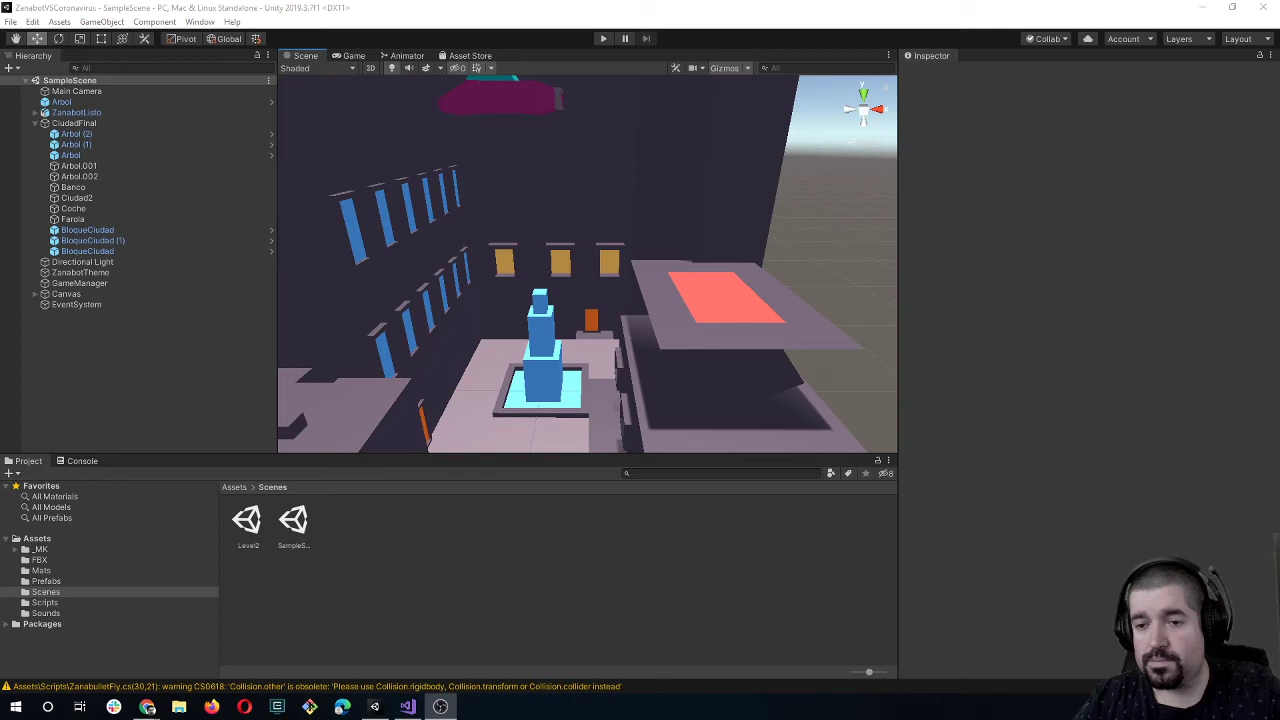 ZanabotVSCoronavirus - SampleScene - PC, Mac & Linux Standalone - Unity 2019.3.7f1 <DX11>
File Edit Assets GameObject Component Window Help
Pivot Global Collab Account Layers Layout
Hierarchy Scene Game Animator Asset Store Inspector
All Shaded 2D 0 Gizmos All
SampleScene
Main Camera
Arbol
ZanabotListo
CiudadFinal
Arbol (2)
Arbol (1)
Arbol
Arbol.001
Arbol.002
Banco
CIudad2
Coche
Farola
BloqueCiudad
BloqueCiudad (1)
BloqueCiudad
Directional Light
ZanabotTheme
GameManager
Canvas
EventSystem
y
Project Console
8
Favorites
All Materials
All Models
All Prefabs
Assets
_MK
FBX
Mats
Prefabs
Scenes
Scripts
Sounds
Packages
Assets > Scenes
Level2 SampleS...
Assets\Scripts\ZanabulletFly.cs(30,21): warning CS0618: 'Collision.other' is obsolete: 'Please use Collision.rigidbody, Collision.transform or Collision.collider instead'